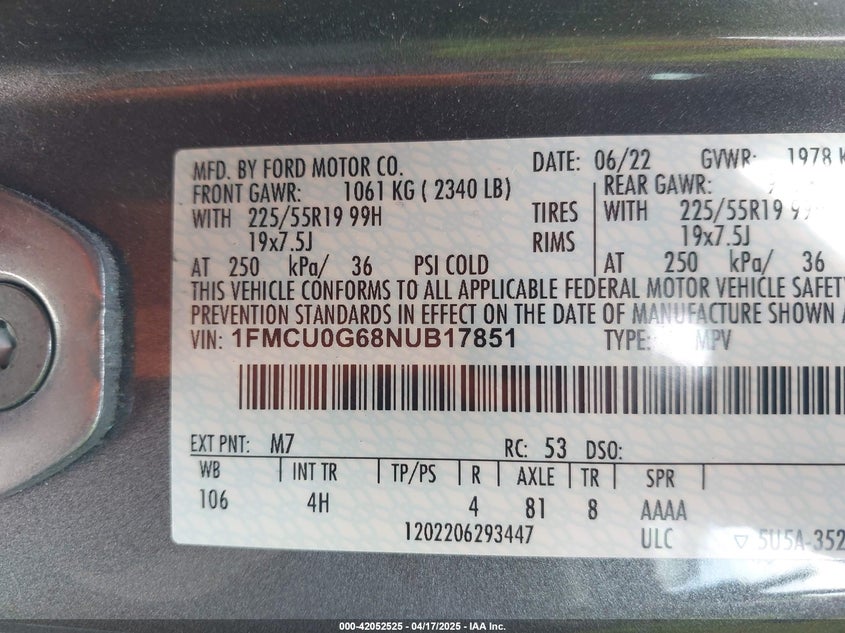 MFD. BY FORD MOTOR CO. DATE: 06/22 GVWR: 1978
FRONT GAWR: 1061 KG ( 2340 LB) REAR GAWR:
WITH 225/55R19 99H TIRES WITH 225/55R19
19x7.5J RIMS 19x7.5J
AT 250 kPa/ 36 PSI COLD AT 250 kPa/ 36
THIS VEHICLE CONFORMS TO ALL APPLICABLE FEDERAL MOTOR VEHICLE SAFETY
PREVENTION STANDARDS IN EFFECT ON THE DATE OF MANUFACTURE SHOWN
VIN: 1FMCU0G68NUB17851 TYPE: MPV
EXT PNT: M7 RC: 53 DSO:
WB INT TR TP/PS R AXLE TR SPR
106 4H 4 81 8 AAAA
1202206293447 ULC 5U5A-352
000-42052525 - 04/17/2025 - IAA Inc.